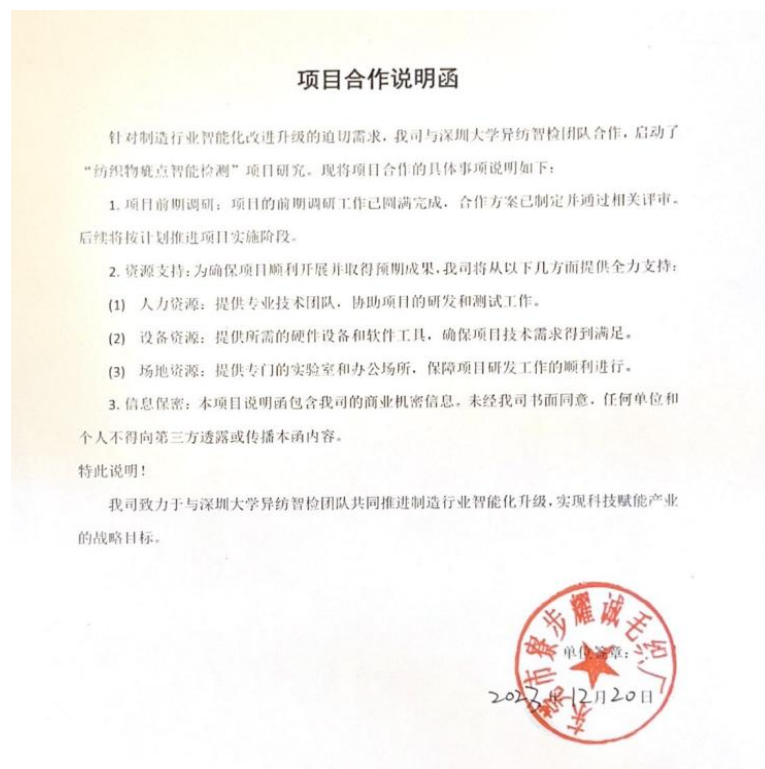 项目合作说明函
针对制造行业智能化改进升级的迫切需求，我司与深圳大学异纺智检团队合作，启动了
“纺织物疵点智能检测”项目研究。现将项目合作的具体事项说明如下：
1. 项目前期调研：项目的前期调研工作已圆满完成，合作方案已制定并通过相关评审。
后续将按计划推进项目实施阶段。
2. 资源支持：为确保项目顺利开展并取得预期成果，我司将从以下几方面提供全力支持：
(1) 人力资源：提供专业技术团队，协助项目的研发和测试工作。
(2) 设备资源：提供所需的硬件设备和软件工具，确保项目技术需求得到满足。
(3) 场地资源：提供专门的实验室和办公场所，保障项目研发工作的顺利进行。
3. 信息保密：本项目说明函包含我司的商业机密信息。未经我司书面同意，任何单位和
个人不得向第三方透露或传播本函内容。
特此说明！
我司致力于与深圳大学异纺智检团队共同推进制造行业智能化升级，实现科技赋能产业
的战略目标。
东莞市寮步耀诚毛织厂
单位签章：
2023年12月20日